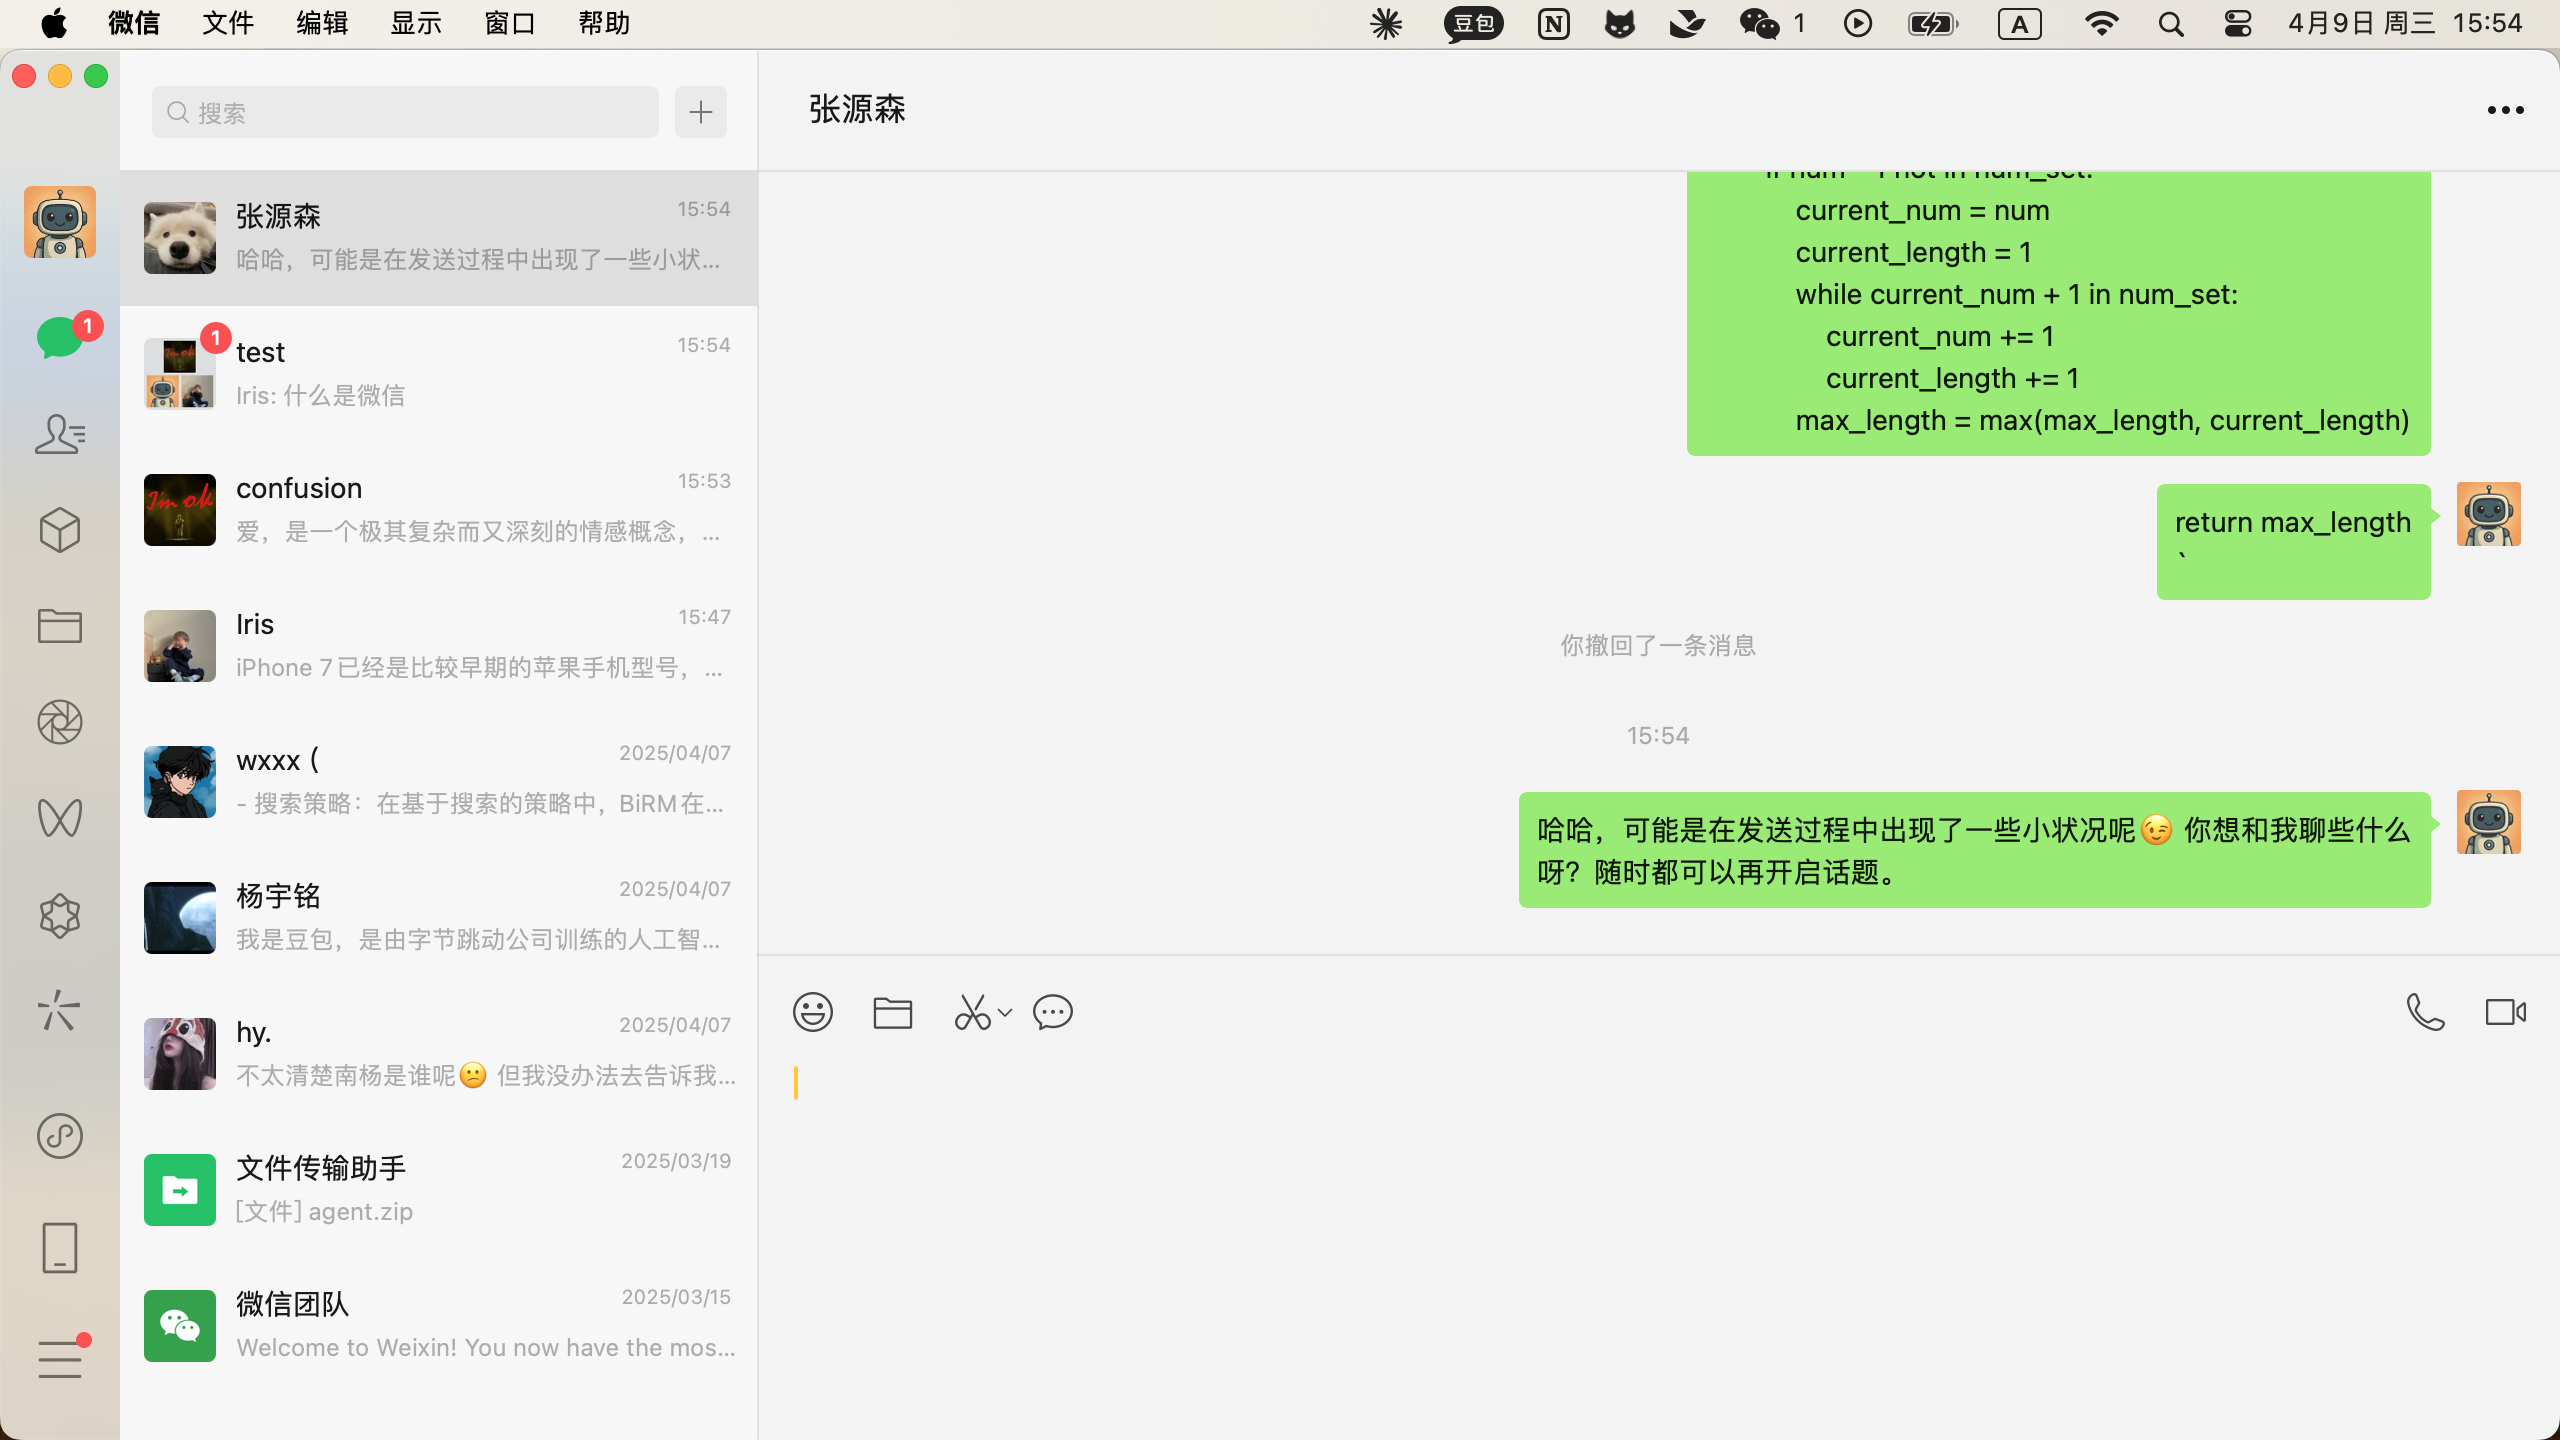 微信 文件 编辑 显示 窗口 帮助 豆包 N 1 A 4月9日 周三 15:54
搜索
张源森 15:54
哈哈，可能是在发送过程中出现了一些小状...
1
1
test 15:54
Iris: 什么是微信
I'm ok
confusion 15:53
爱，是一个极其复杂而又深刻的情感概念，...
Iris 15:47
iPhone 7已经是比较早期的苹果手机型号，...
wxxx ( 2025/04/07
- 搜索策略：在基于搜索的策略中，BiRM在...
杨宇铭 2025/04/07
我是豆包，是由字节跳动公司训练的人工智...
hy. 2025/04/07
不太清楚南杨是谁呢😕 但我没办法去告诉我...
文件传输助手 2025/03/19
[文件] agent.zip
微信团队 2025/03/15
Welcome to Weixin! You now have the mos...
张源森
if num - 1 not in num_set:
current_num = num
current_length = 1
while current_num + 1 in num_set:
current_num += 1
current_length += 1
max_length = max(max_length, current_length)
return max_length
`
你撤回了一条消息
15:54
哈哈，可能是在发送过程中出现了一些小状况呢😉 你想和我聊些什么
呀？随时都可以再开启话题。